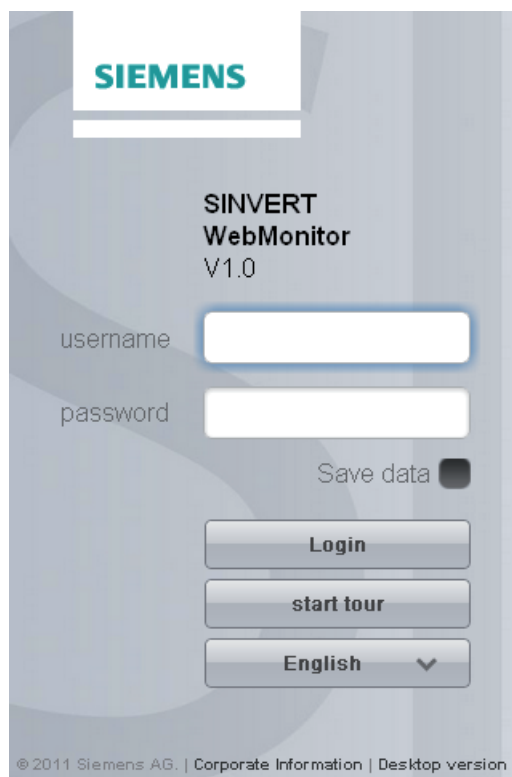 SIEMENS
SINVERT
WebMonitor
V1.0
username
password
Save data
Login
start tour
English
© 2011 Siemens AG. | Corporate Information | Desktop version